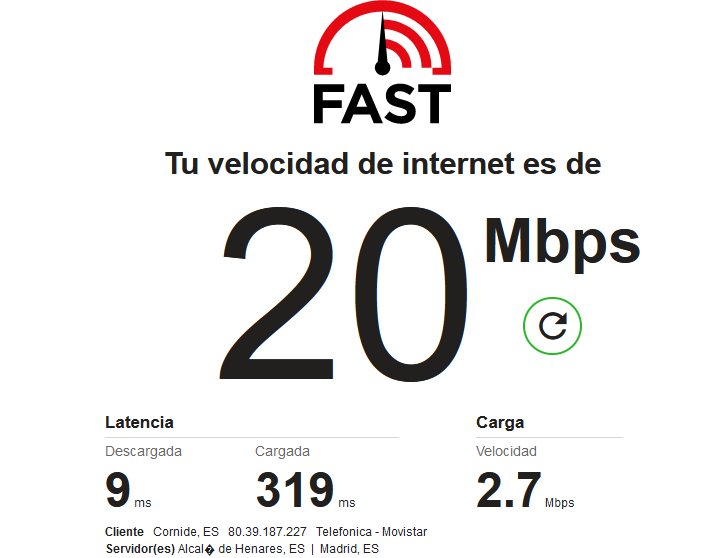 FAST
Tu velocidad de internet es de
20 Mbps
Latencia Carga
Descargada Cargada Velocidad
9 ms 319 ms 2.7 Mbps
Cliente Cornide, ES 80.39.187.227 Telefonica - Movistar
Servidor(es) Alcal� de Henares, ES | Madrid, ES